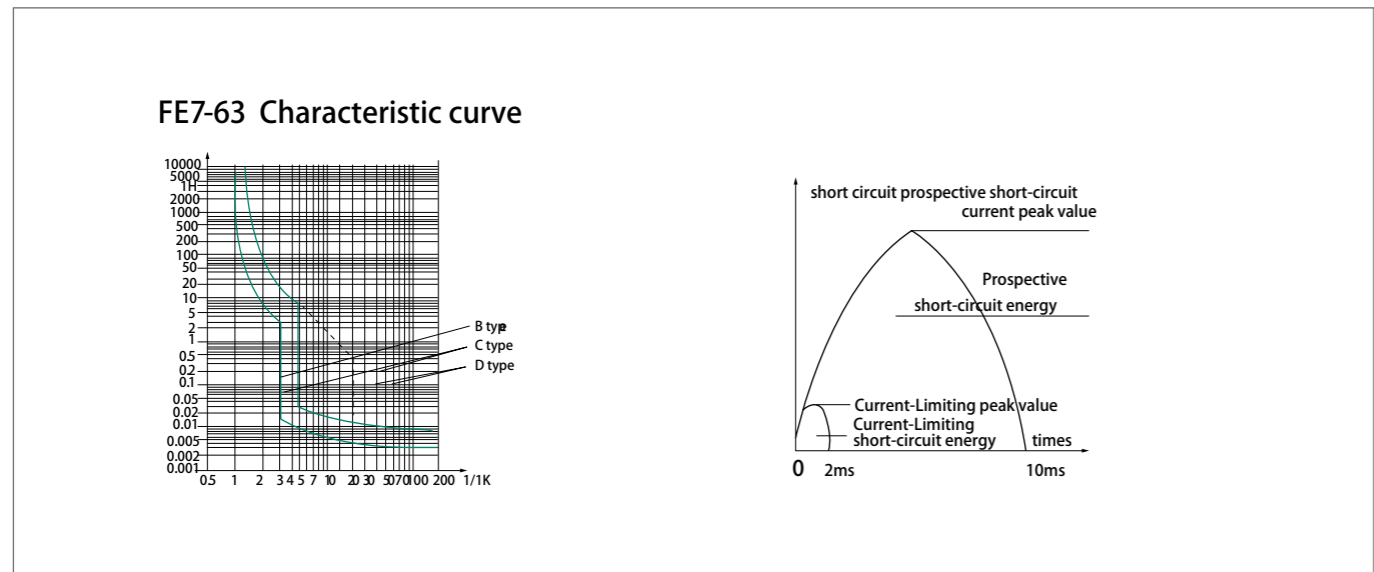 FE7-63 Characteristic curve
10000
5000
1H
2000
1000
500
200
100
50
20
10
5
2
1
0.5
0.2
0.1
0.05
0.02
0.01
0.005
0.002
0.001
0.5 1 2 3 4 5 7 10 20 30 50 70 100 200 1/1K
B type
C type
D type
short circuit prospective short-circuit
current peak value
Prospective
short-circuit energy
Current-Limiting peak value
Current-Limiting
short-circuit energy
times
0 2ms 10ms